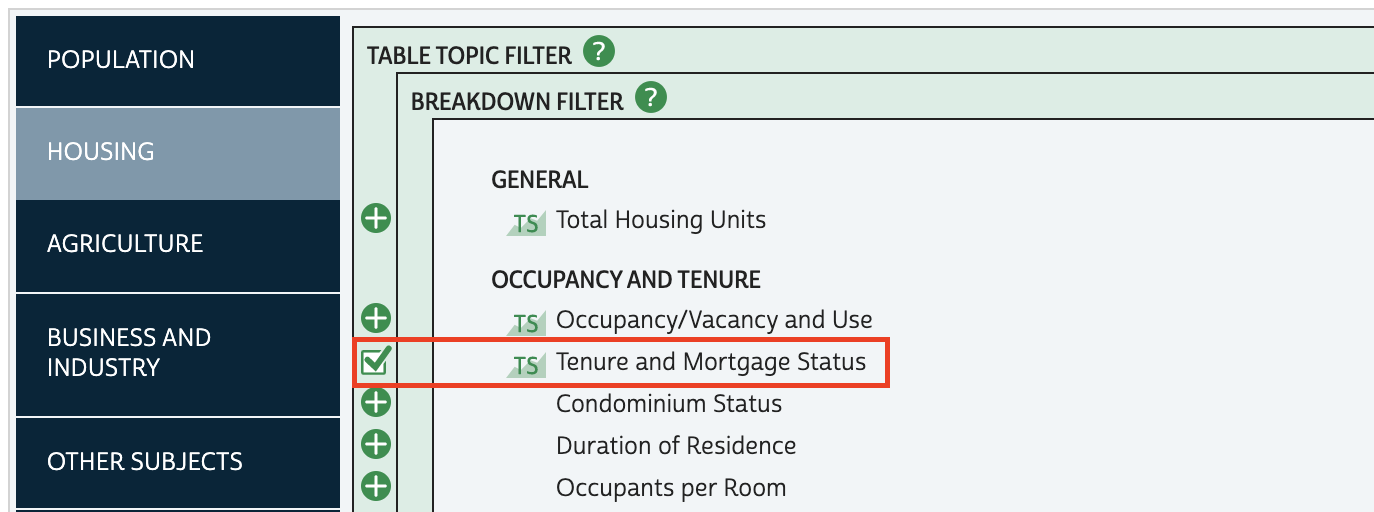 POPULATION
HOUSING
AGRICULTURE
BUSINESS AND
INDUSTRY
OTHER SUBJECTS
TABLE TOPIC FILTER ?
BREAKDOWN FILTER ?
GENERAL
TS Total Housing Units
OCCUPANCY AND TENURE
TS Occupancy/Vacancy and Use
TS Tenure and Mortgage Status
Condominium Status
Duration of Residence
Occupants per Room